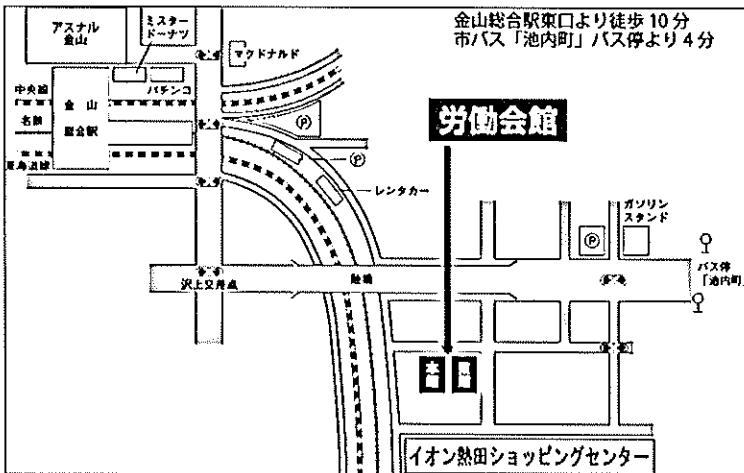 金山総合駅東口より徒歩10分
市バス「池内町」バス停より4分
アスナル
金山
ミスター
ドーナツ
マクドナルド
パチンコ
中央線
金山
総合駅
名鉄
東海道線
P
P
レンタカー
労働会館
ガソリン
スタンド
P
バス停
「池内町」
沢上交差点
陸橋
本館
東館
イオン熱田ショッピングセンター